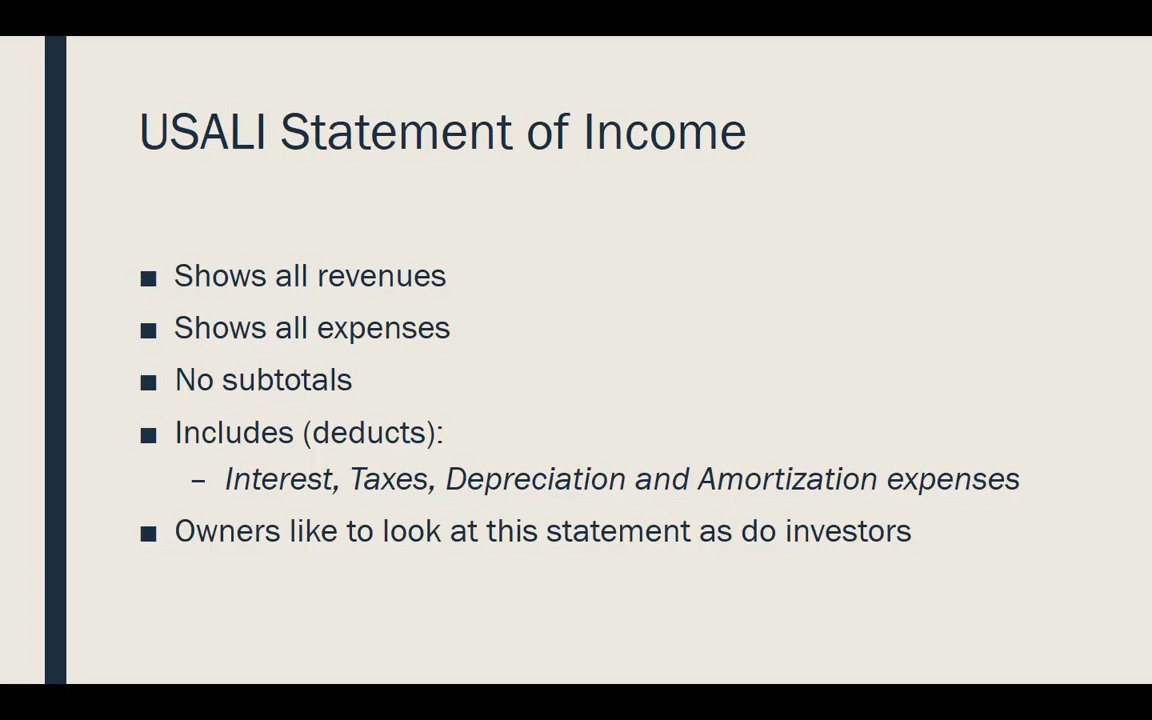 USALI Statement of Income
■ Shows all revenues
■ Shows all expenses
■ No subtotals
■ Includes (deducts):
– Interest, Taxes, Depreciation and Amortization expenses
■ Owners like to look at this statement as do investors